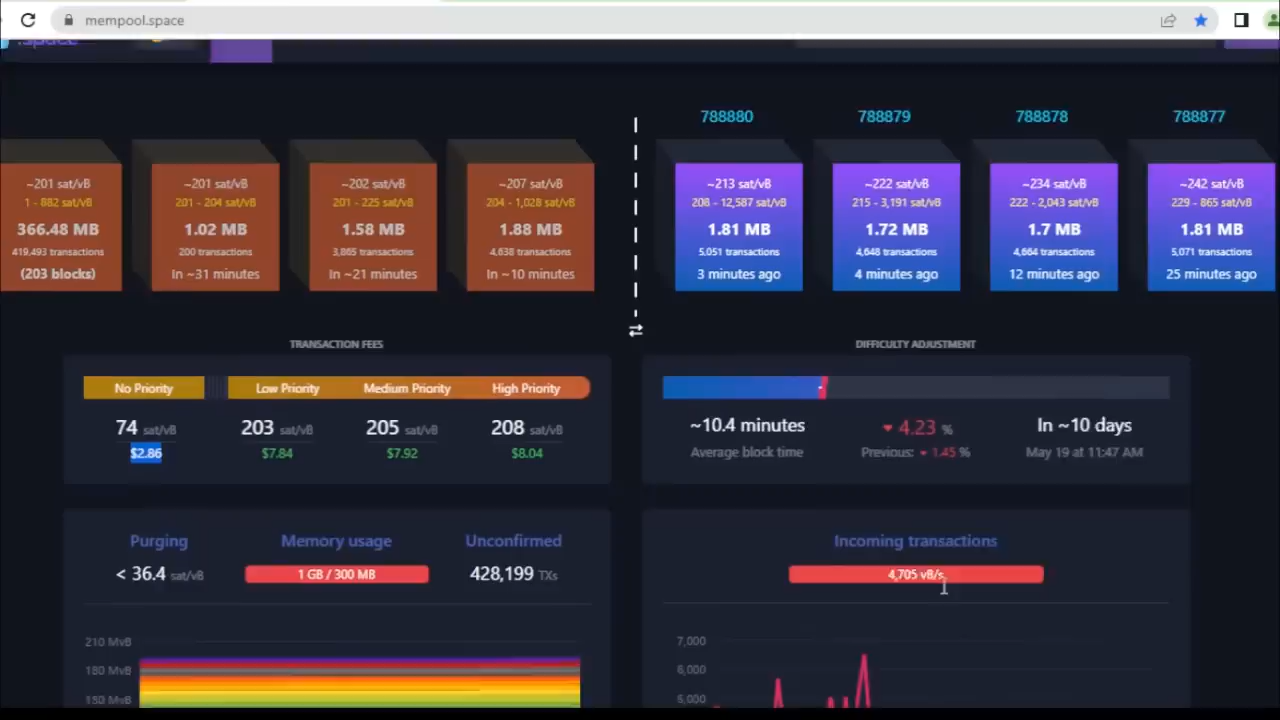 mempool.space
.space
788880
788879
788878
788877
~201 sat/vB
1 - 882 sat/vB
366.48 MB
419,493 transactions
(203 blocks)
~201 sat/vB
201 - 204 sat/vB
1.02 MB
200 transactions
In ~31 minutes
~202 sat/vB
201 - 225 sat/vB
1.58 MB
3,865 transactions
In ~21 minutes
~207 sat/vB
204 - 1,028 sat/vB
1.88 MB
4,638 transactions
In ~10 minutes
~213 sat/vB
208 - 12,587 sat/vB
1.81 MB
5,051 transactions
3 minutes ago
~222 sat/vB
215 - 3,191 sat/vB
1.72 MB
4,648 transactions
4 minutes ago
~234 sat/vB
222 - 2,043 sat/vB
1.7 MB
4,664 transactions
12 minutes ago
~242 sat/vB
229 - 865 sat/vB
1.81 MB
5,071 transactions
25 minutes ago
TRANSACTION FEES
No Priority
Low Priority
Medium Priority
High Priority
74 sat/vB
203 sat/vB
205 sat/vB
208 sat/vB
$2.86
$7.84
$7.92
$8.04
DIFFICULTY ADJUSTMENT
~10.4 minutes
4.23 %
In ~10 days
Average block time
Previous: 1.45 %
May 19 at 11:47 AM
Purging
Memory usage
Unconfirmed
< 36.4 sat/vB
1 GB / 300 MB
428,199 TXs
210 MvB
180 MvB
150 MvB
Incoming transactions
4,705 vB/s
7,000
6,000
5,000